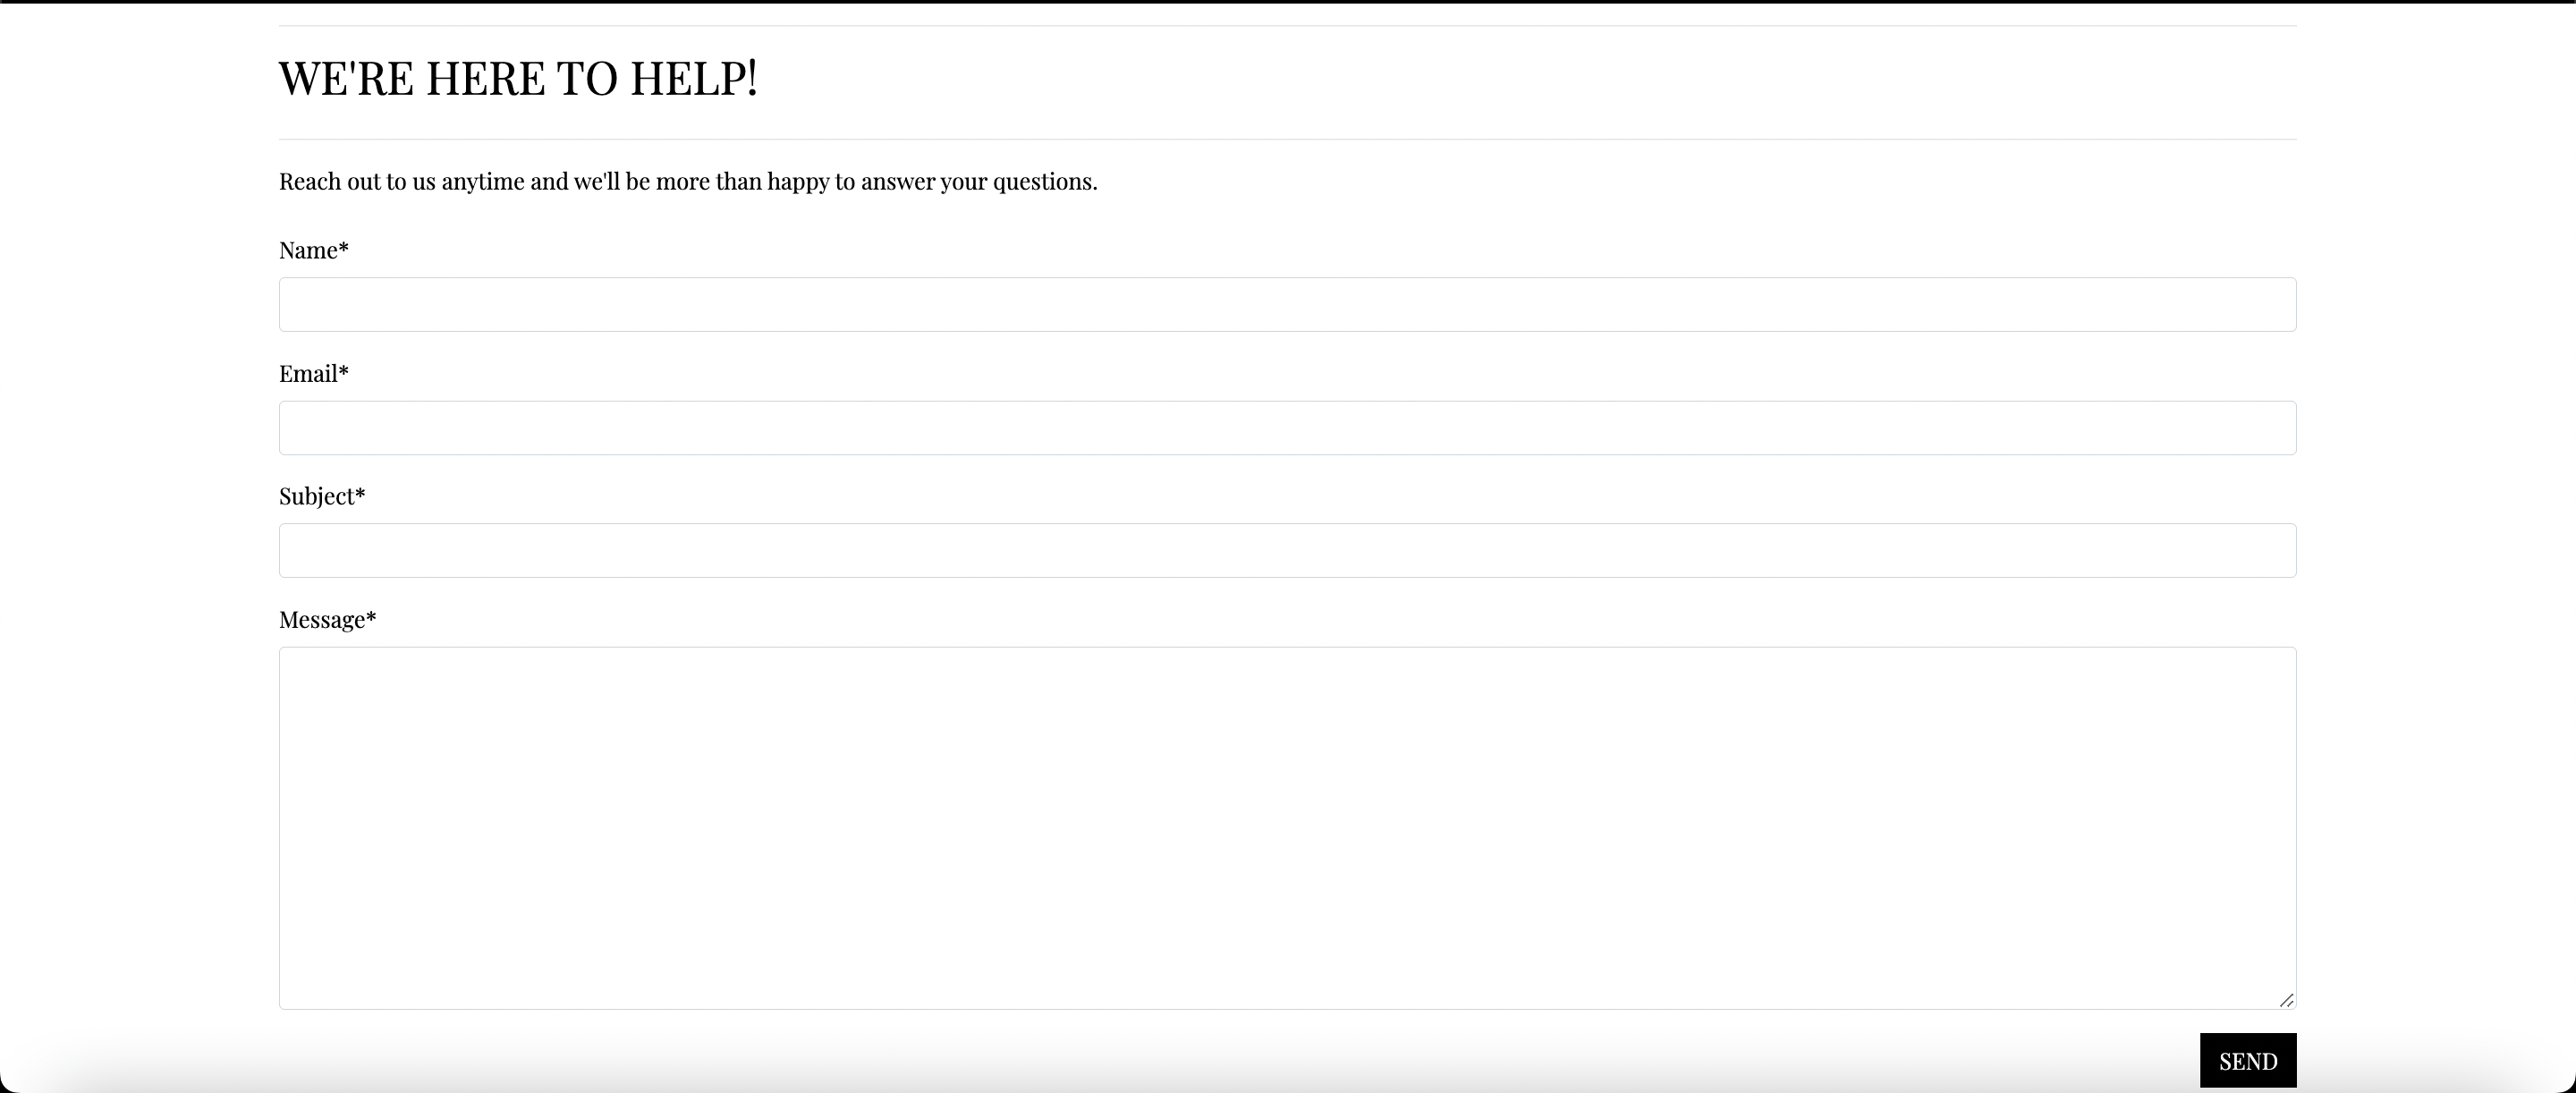 WE'RE HERE TO HELP!
Reach out to us anytime and we'll be more than happy to answer your questions.
Name*
Email*
Subject*
Message*
SEND